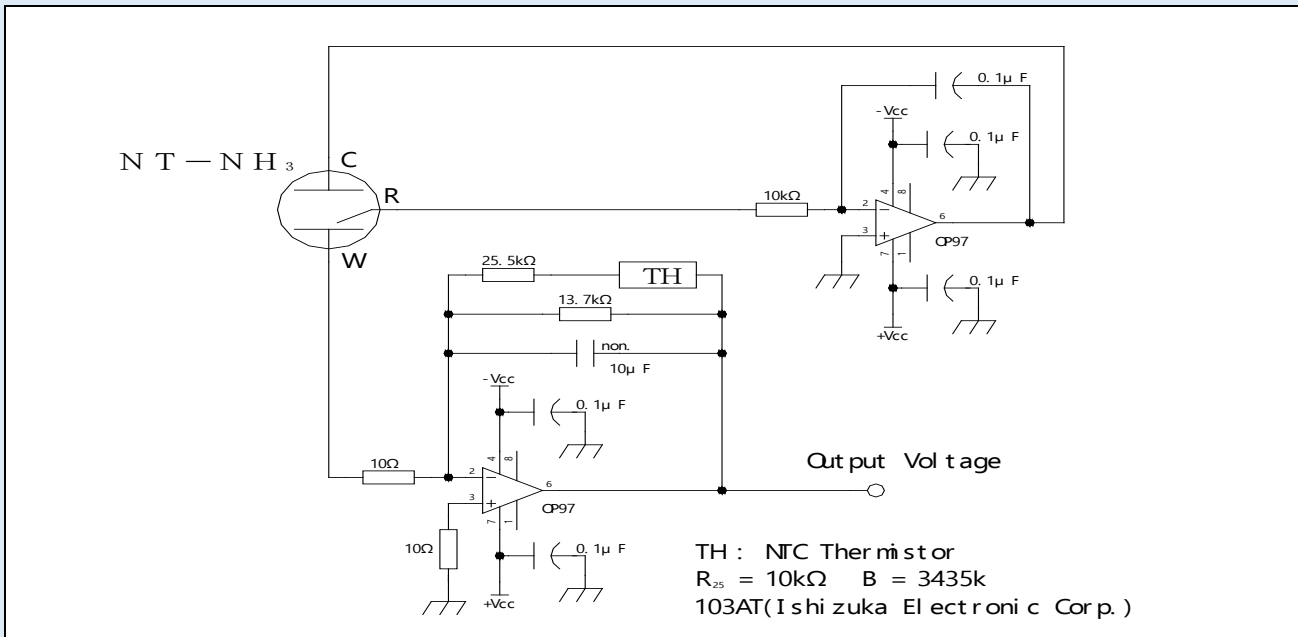 0.1μF
-Vcc
0.1μF
NT－NH₃
C
R
10kΩ
4
8
2
6
3
OP97
7
1
W
25.5kΩ
TH
0.1μF
13.7kΩ
+Vcc
non.
10μF
-Vcc
0.1μF
4
8
Output Voltage
10Ω
2
6
3
OP97
7
1
10Ω
0.1μF
TH: NTC Thermistor
R₂₅ = 10kΩ B = 3435k
+Vcc
103AT(Ishizuka Electronic Corp.)